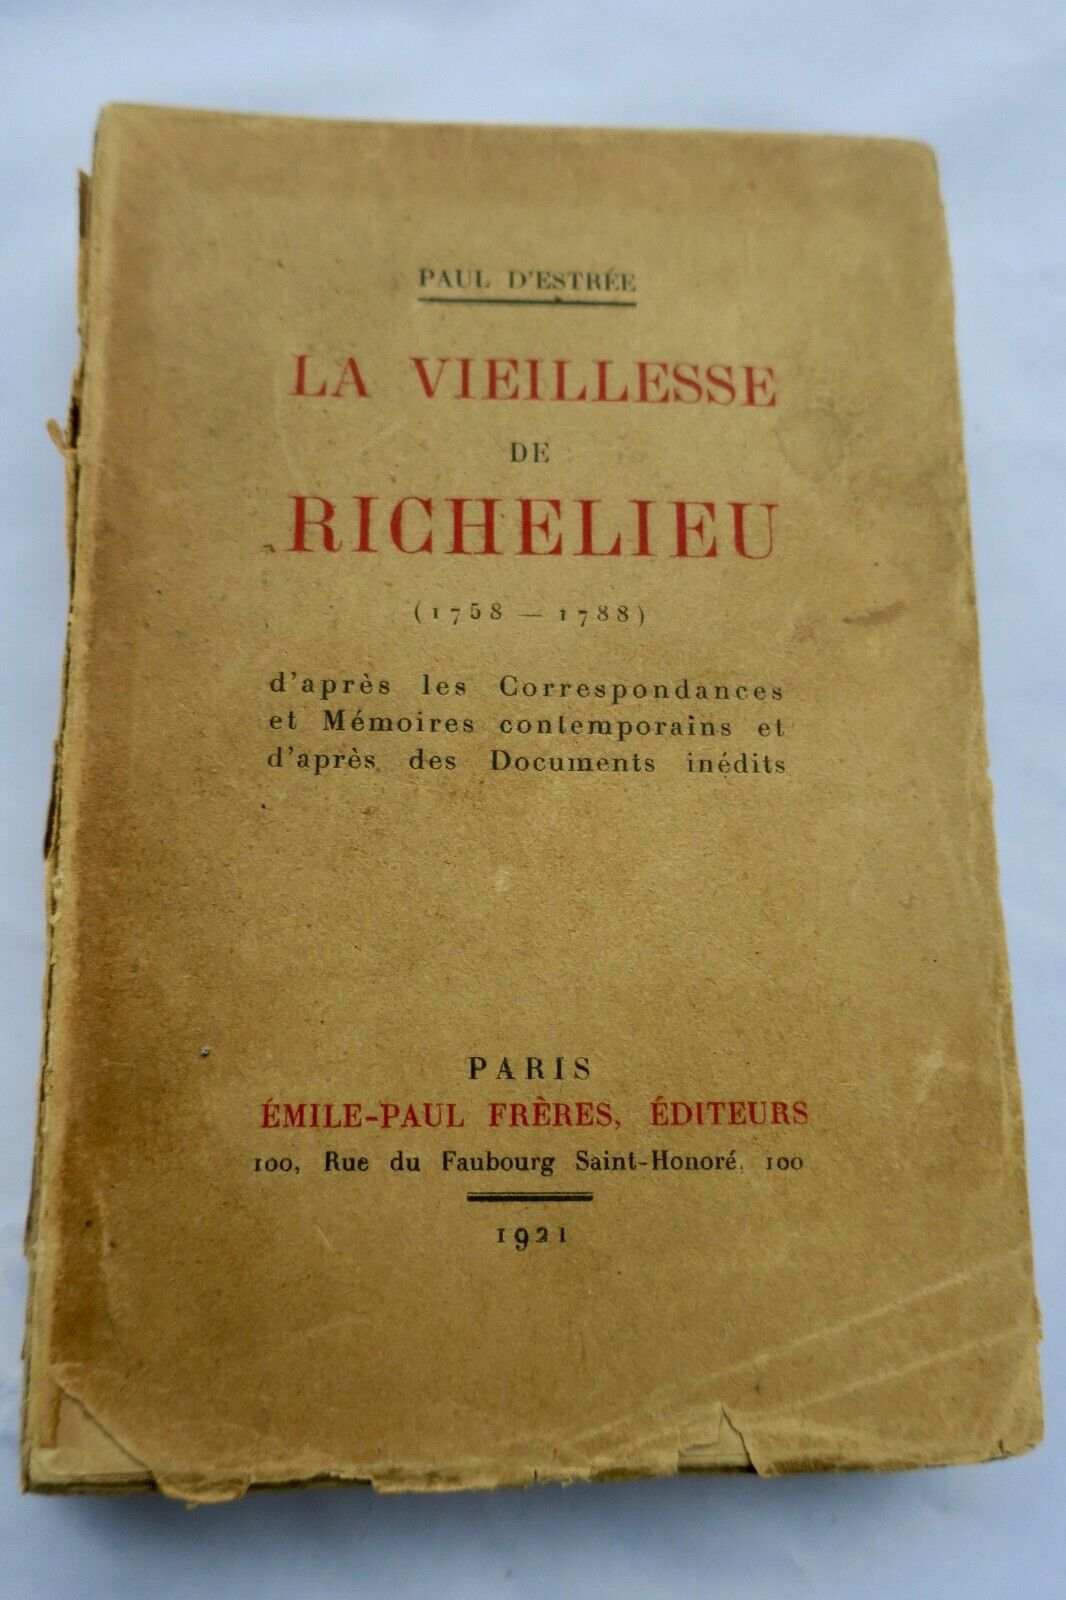 PAUL D'ESTRÉE
LA VIEILLESSE
DE
RICHELIEU
(1758 — 1788)
d'après les Correspondances
et Mémoires contemporains et
d'après des Documents inédits
PARIS
ÉMILE-PAUL FRÈRES, ÉDITEURS
100, Rue du Faubourg Saint-Honoré, 100
1921